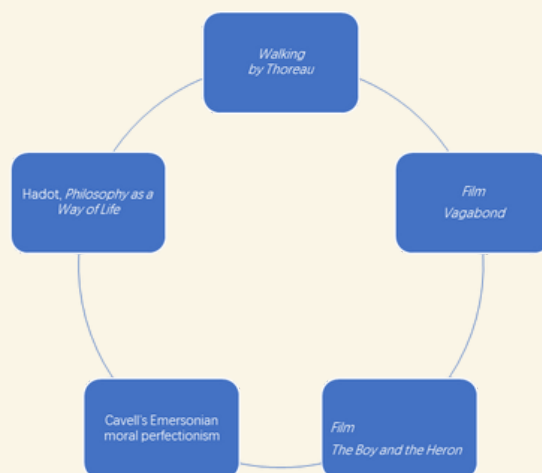 Walking
by Thoreau
Film
Vagabond
Film
The Boy and the Heron
Cavell's Emersonian
moral perfectionism
Hadot, Philosophy as a
Way of Life